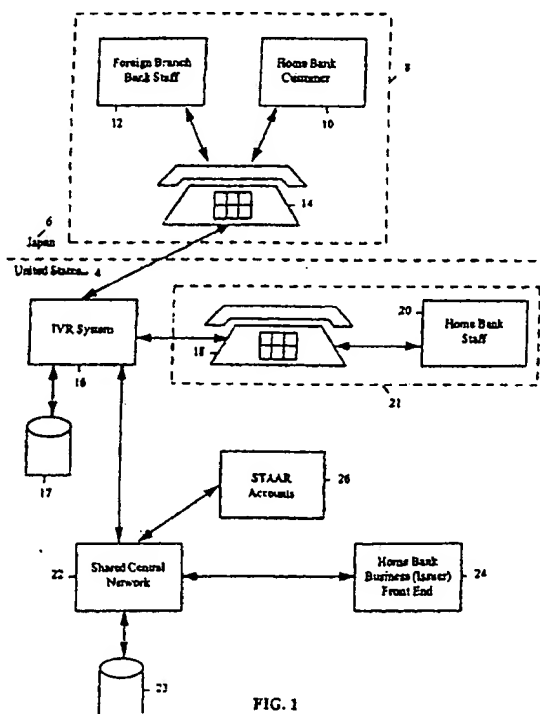 Foreign Branch
Bank Staff
Home Bank
Customer
8
12
10
14
6
Japan
United States
4
IVR System
18
20
Home Bank
Staff
16
21
17
STAAR
Accounts
26
22
Shared Central
Network
Home Bank
Business (Issuer)
Front End
24
23
FIG. 1